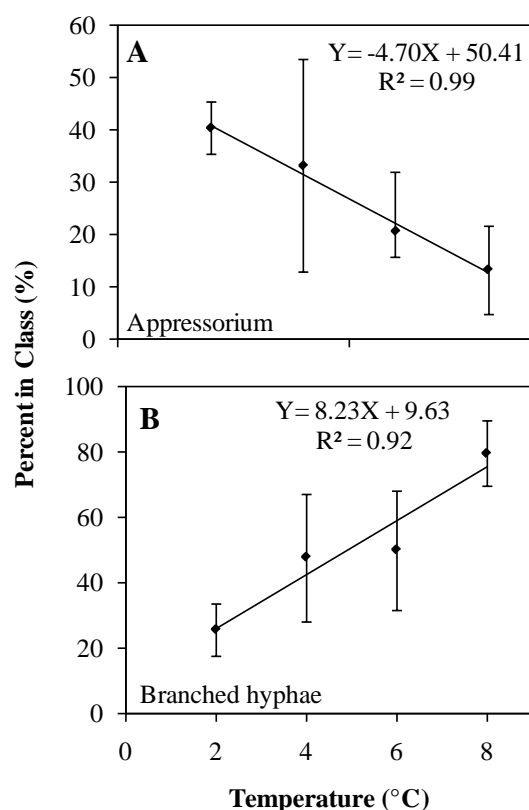 Percent in Class (%)
60
50
40
30
20
10
0
A
Y= -4.70X + 50.41
R² = 0.99
Appressorium
100
80
60
40
20
0
B
Y= 8.23X + 9.63
R² = 0.92
Branched hyphae
0 2 4 6 8
Temperature (°C)